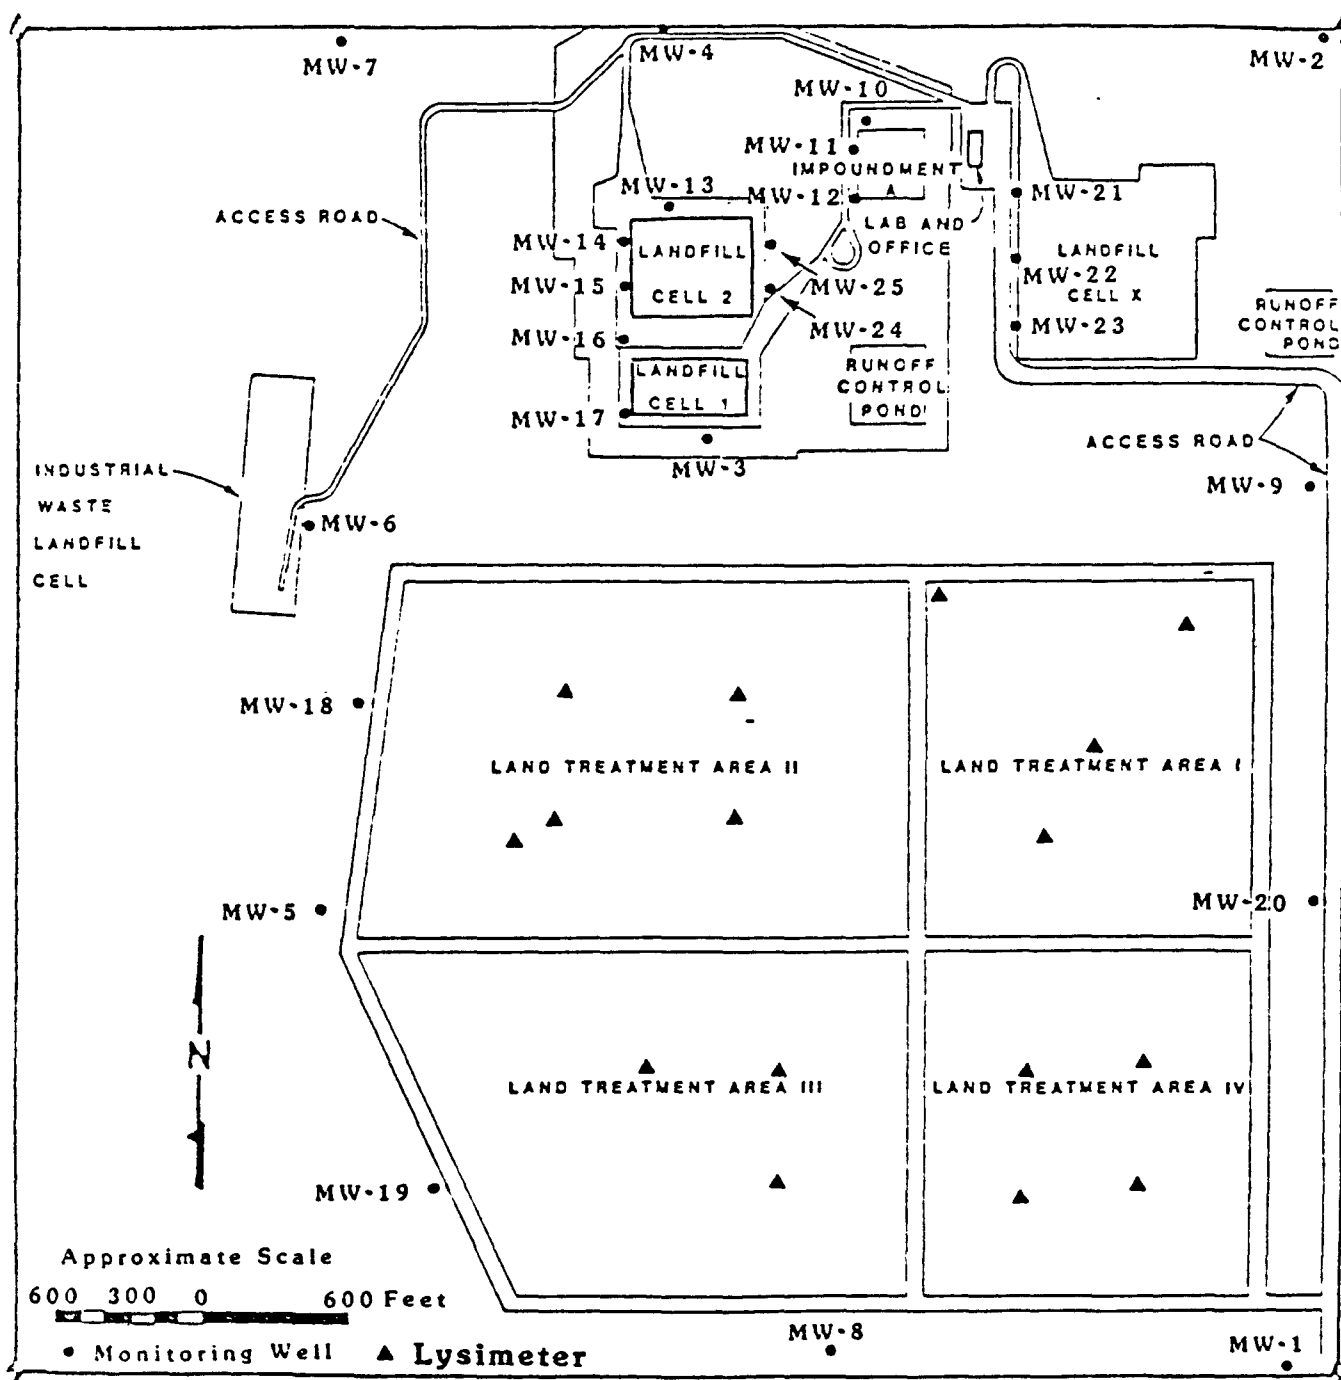 MW-7
MW-4
MW-2
MW-10
MW-11
IMPOUNDMENT
A
MW-12
MW-13
MW-21
ACCESS ROAD
LAB AND
OFFICE
MW-14
LANDFILL
CELL 2
MW-15
MW-25
LANDFILL
MW-22
CELL X
MW-24
MW-23
RUNOFF
CONTROL
POND
MW-16
LANDFILL
CELL 1
RUNOFF
CONTROL
POND
MW-17
MW-3
ACCESS ROAD
INDUSTRIAL
WASTE
LANDFILL
CELL
MW-9
MW-6
MW-18
LAND TREATMENT AREA II
LAND TREATMENT AREA I
MW-5
MW-20
N
LAND TREATMENT AREA III
LAND TREATMENT AREA IV
MW-19
Approximate Scale
600 300 0 600 Feet
MW-8
MW-1
• Monitoring Well ▲ Lysimeter